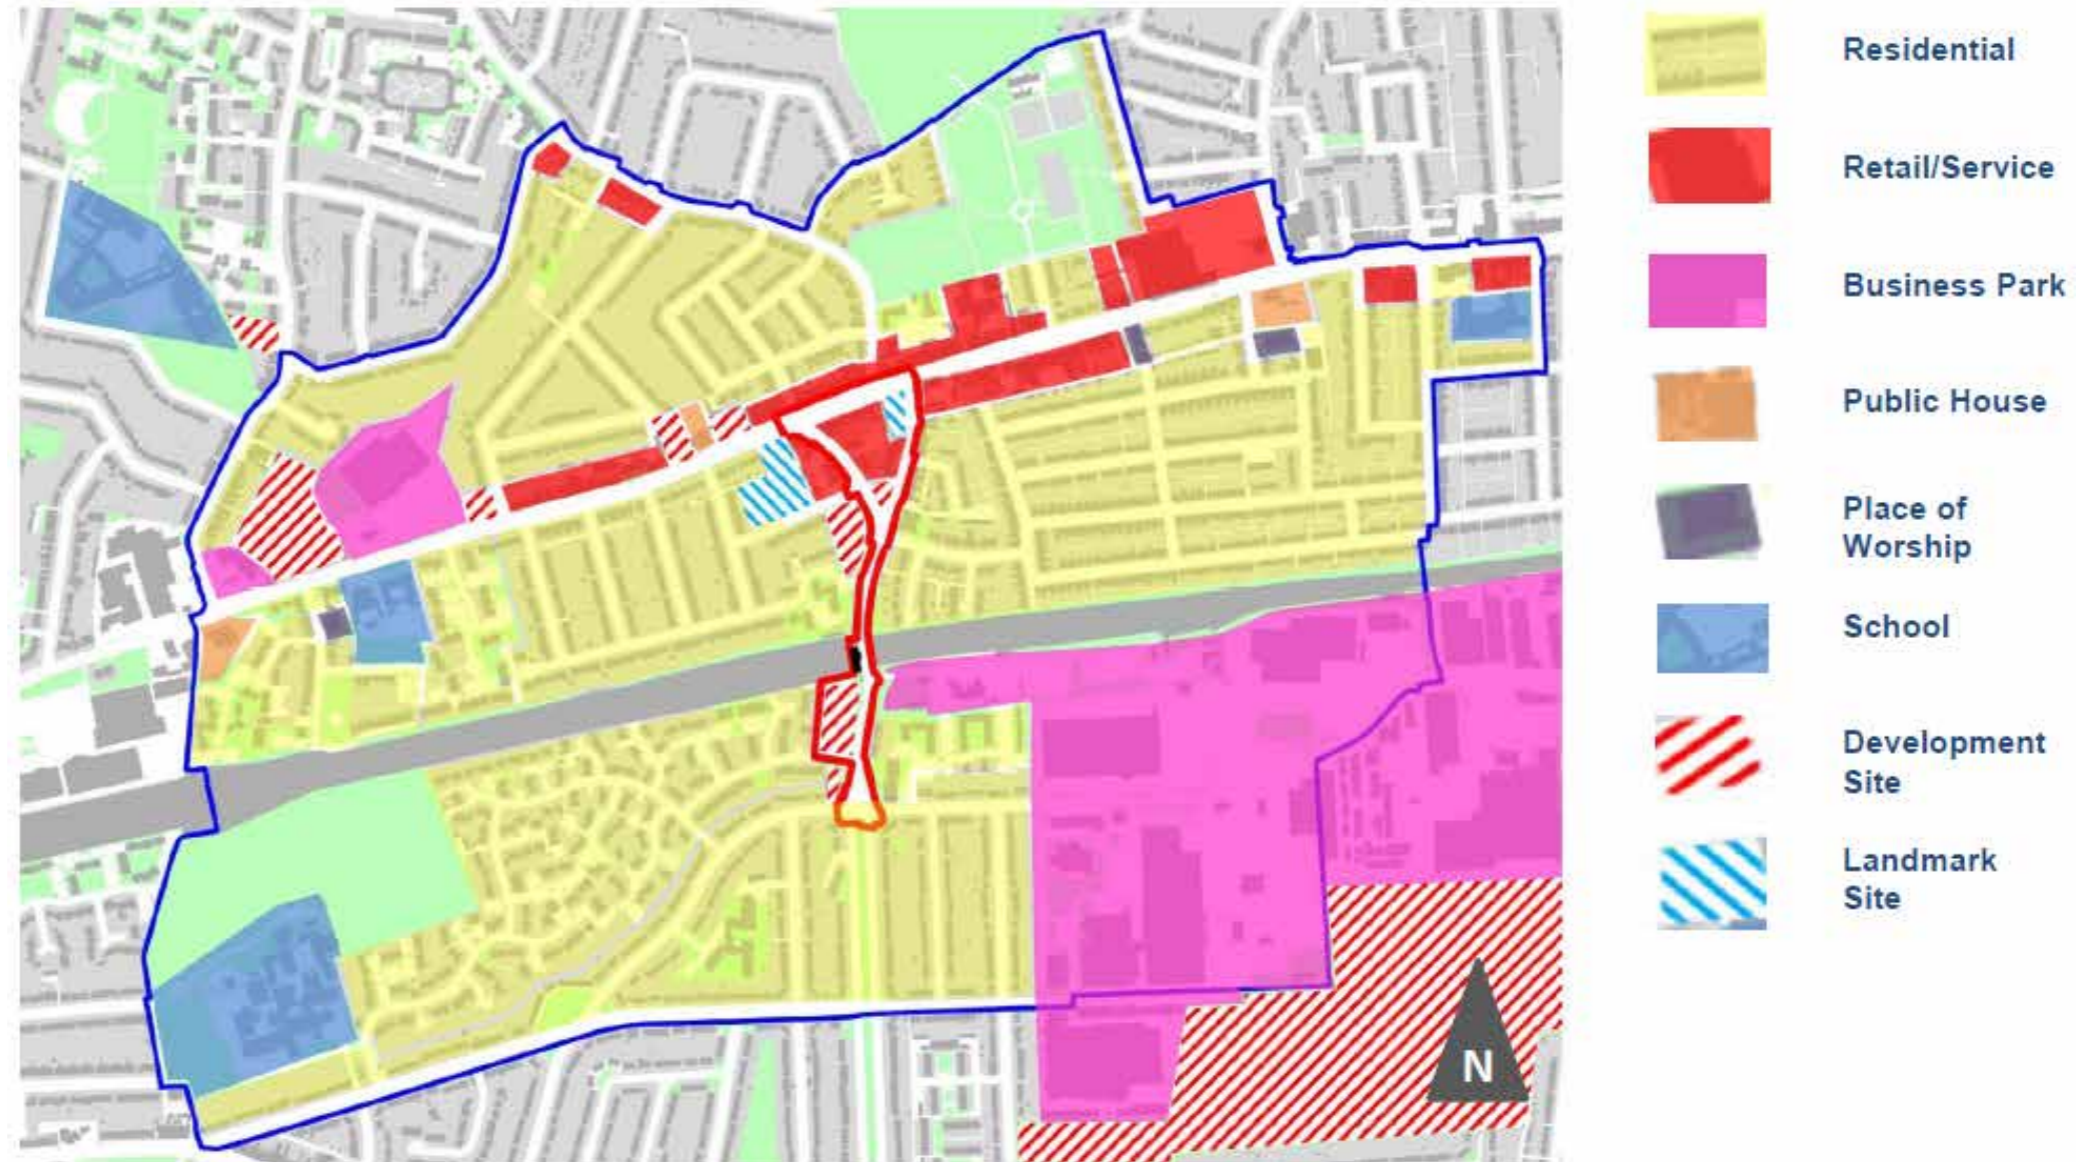 Residential
Retail/Service
Business Park
Public House
Place of
Worship
School
Development
Site
Landmark
Site
N